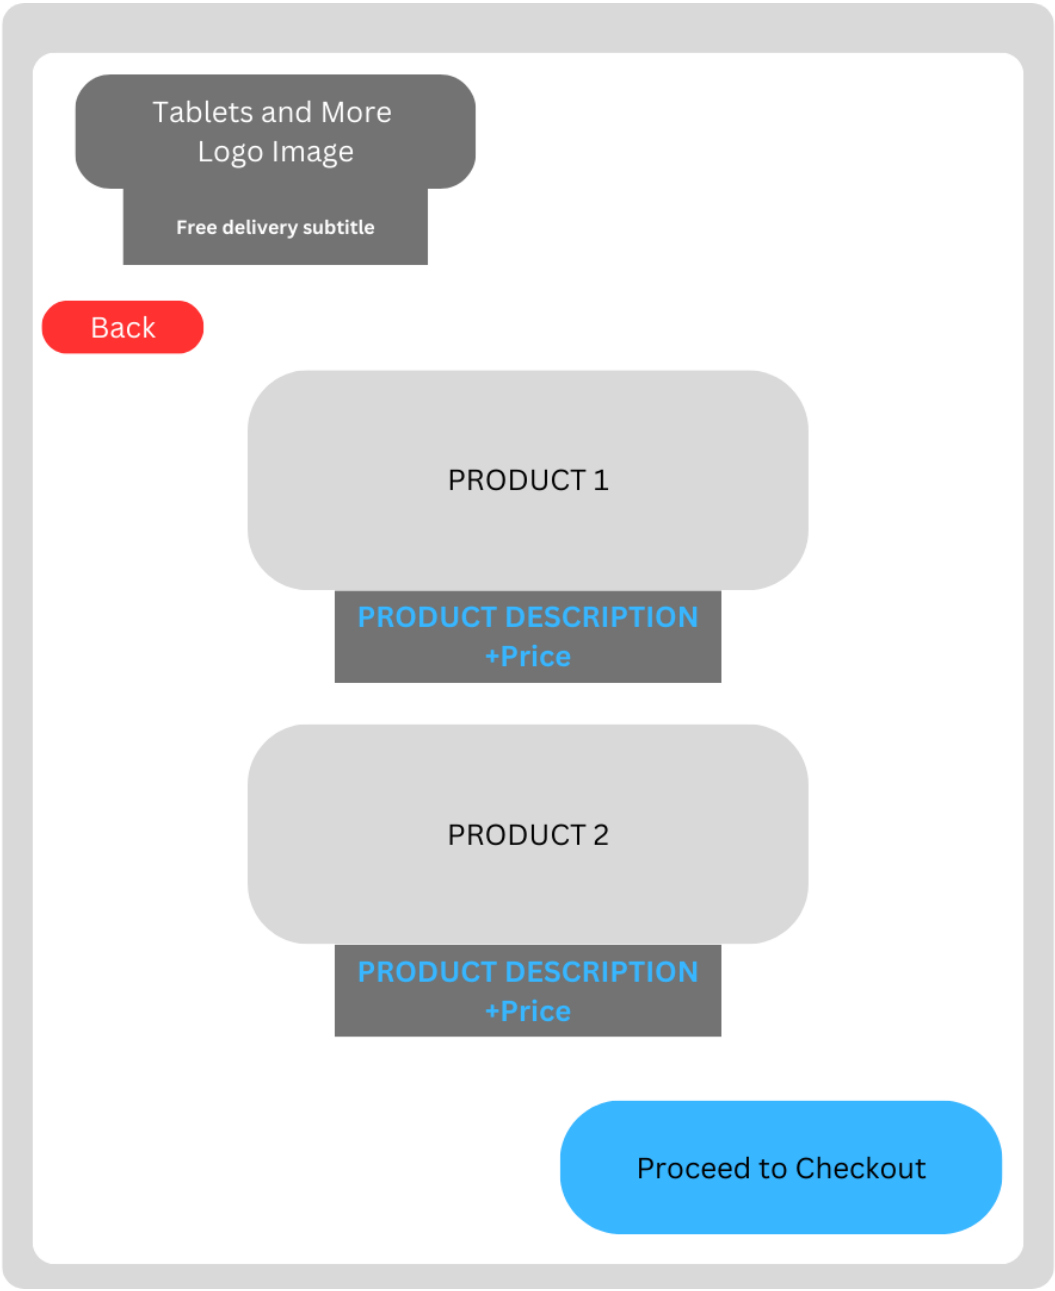 Tablets and More
Logo Image
Free delivery subtitle
Back
PRODUCT 1
PRODUCT DESCRIPTION
+Price
PRODUCT 2
PRODUCT DESCRIPTION
+Price
Proceed to Checkout